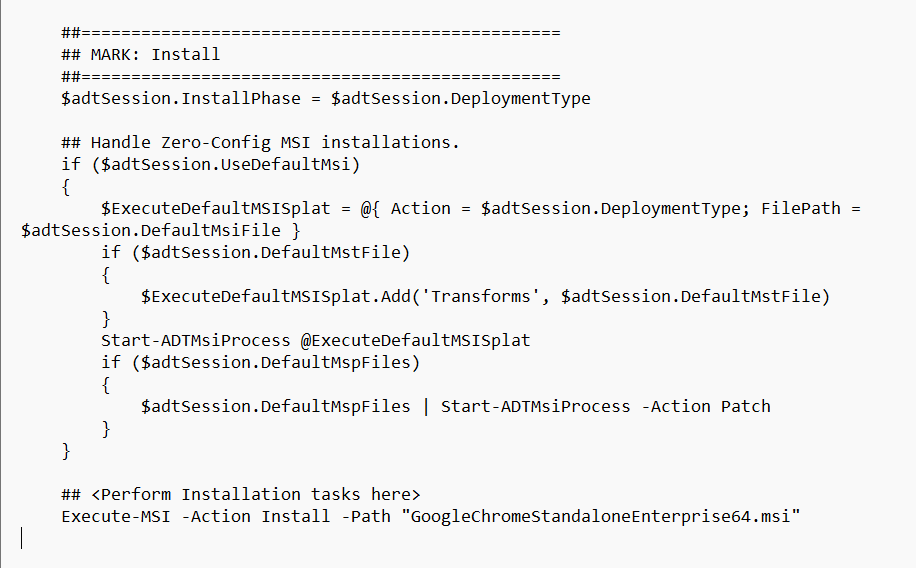 ##================================================
## MARK: Install
##================================================
$adtSession.InstallPhase = $adtSession.DeploymentType
## Handle Zero-Config MSI installations.
if ($adtSession.UseDefaultMsi)
{
$ExecuteDefaultMSISplat = @{ Action = $adtSession.DeploymentType; FilePath =
$adtSession.DefaultMsiFile }
if ($adtSession.DefaultMstFile)
{
$ExecuteDefaultMSISplat.Add('Transforms', $adtSession.DefaultMstFile)
}
Start-ADTMsiProcess @ExecuteDefaultMSISplat
if ($adtSession.DefaultMspFiles)
{
$adtSession.DefaultMspFiles | Start-ADTMsiProcess -Action Patch
}
}
## <Perform Installation tasks here>
Execute-MSI -Action Install -Path "GoogleChromeStandaloneEnterprise64.msi"